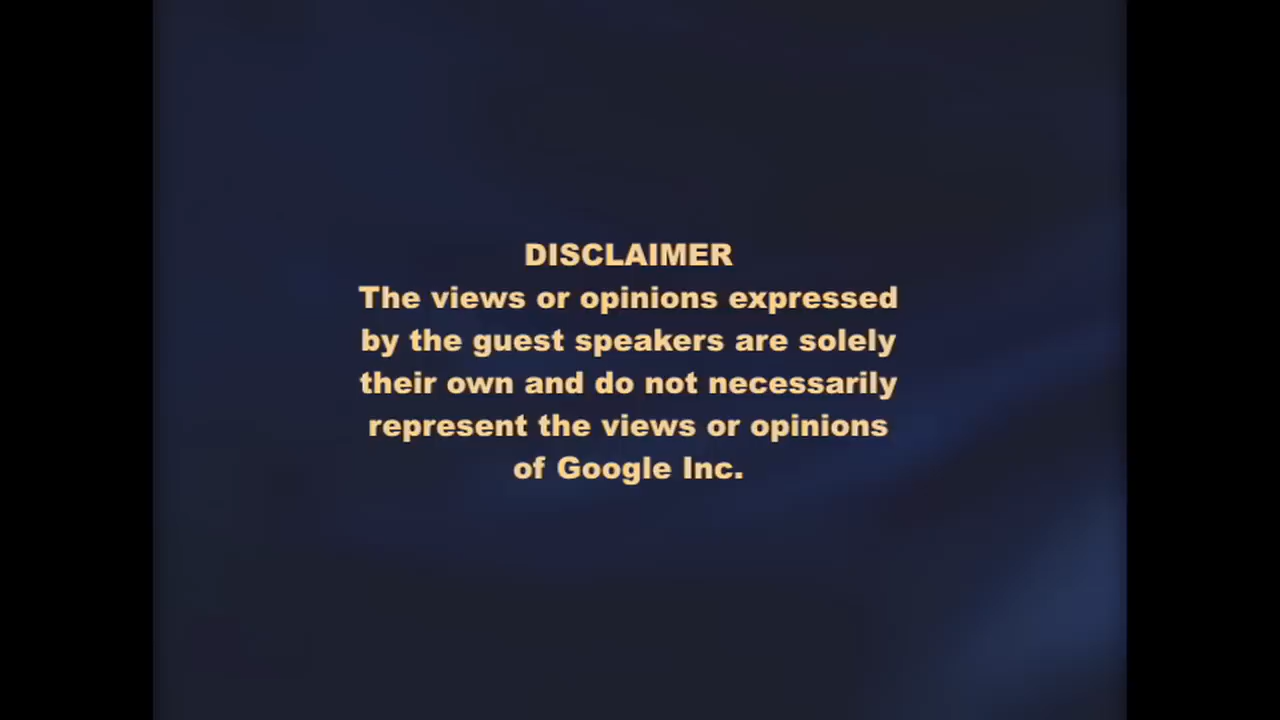 DISCLAIMER
The views or opinions expressed
by the guest speakers are solely
their own and do not necessarily
represent the views or opinions
of Google Inc.